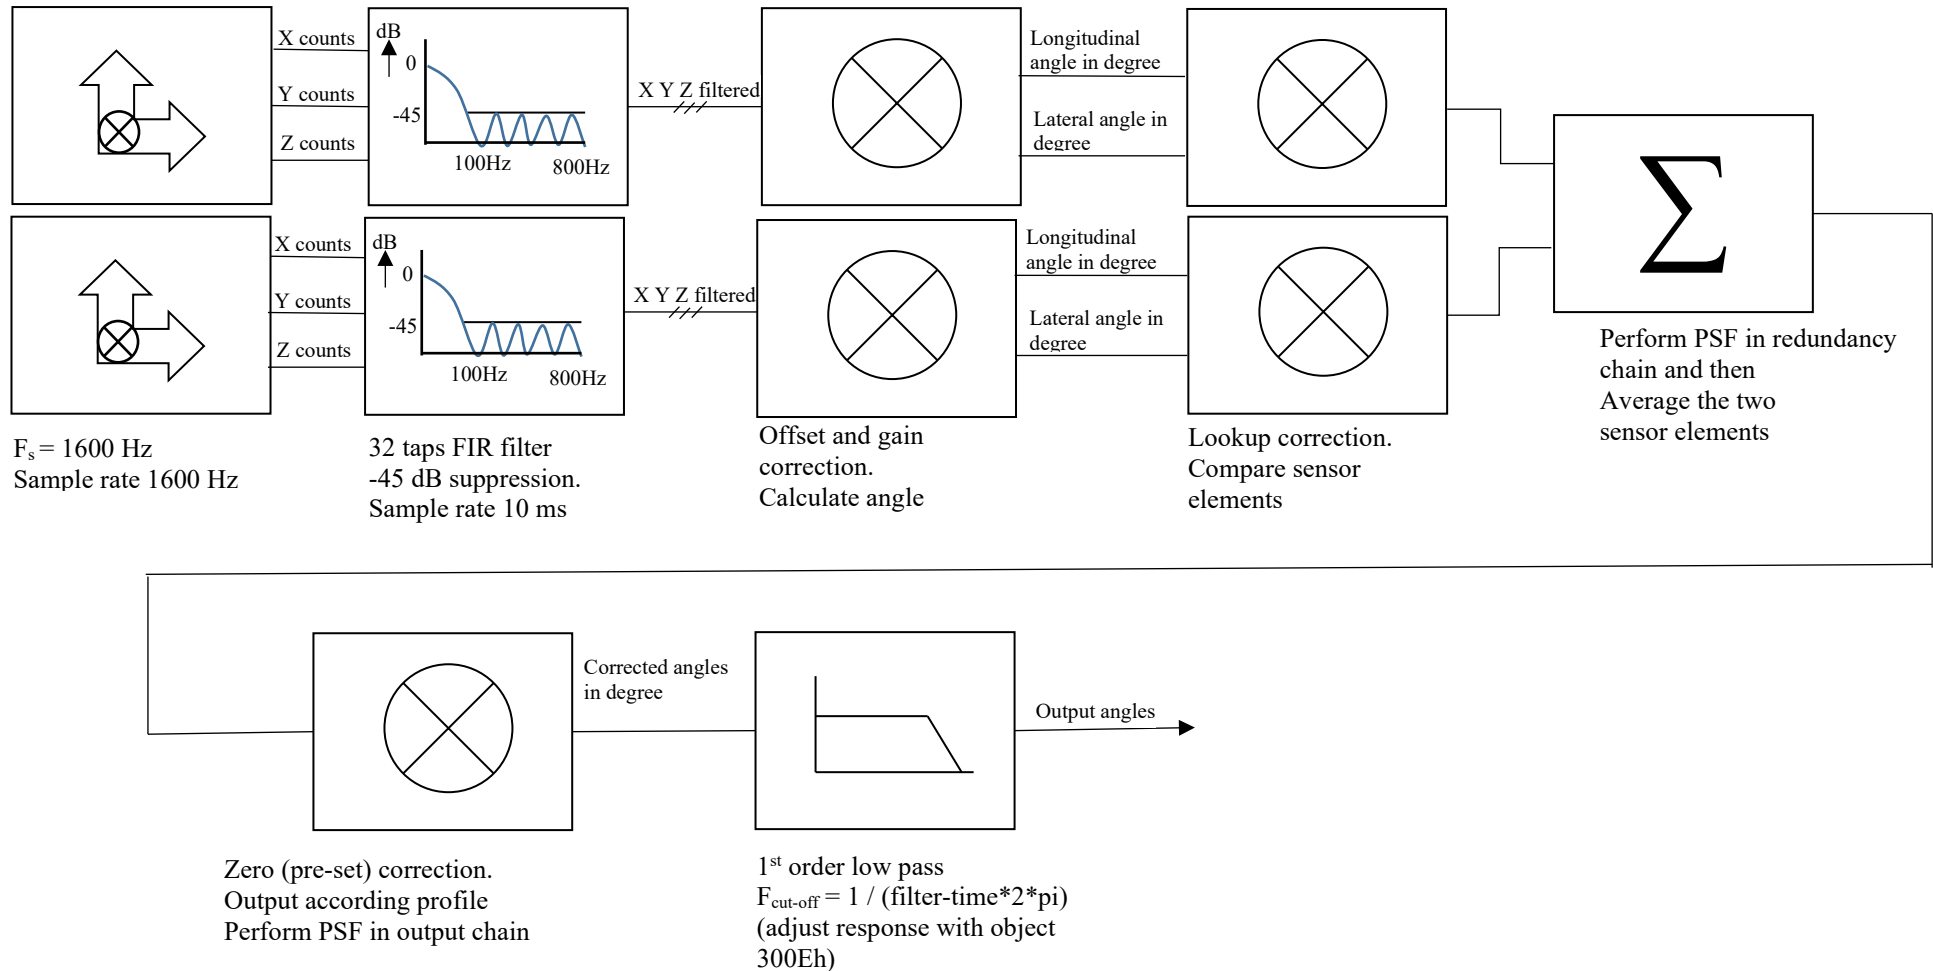 X counts
Y counts
Z counts
dB
0
-45
100Hz
800Hz
X Y Z filtered
Longitudinal
angle in degree
Lateral angle in
degree
X counts
Y counts
Z counts
dB
0
-45
100Hz
800Hz
X Y Z filtered
Longitudinal
angle in degree
Lateral angle in
degree
Σ
Fs = 1600 Hz
Sample rate 1600 Hz
32 taps FIR filter
-45 dB suppression.
Sample rate 10 ms
Offset and gain
correction.
Calculate angle
Lookup correction.
Compare sensor
elements
Perform PSF in redundancy
chain and then
Average the two
sensor elements
Corrected angles
in degree
Output angles
Zero (pre-set) correction.
Output according profile
Perform PSF in output chain
1st order low pass
Fcut-off = 1 / (filter-time*2*pi)
(adjust response with object
300Eh)